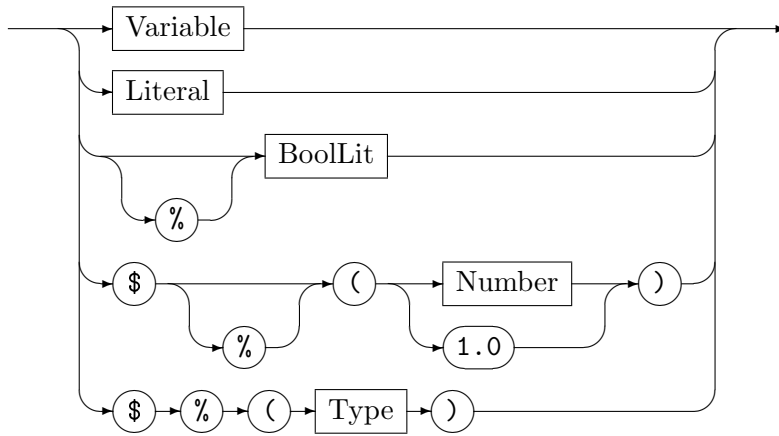 Variable
Literal
BoolLit
%
$ ( Number )
% 1.0
$ % ( Type )